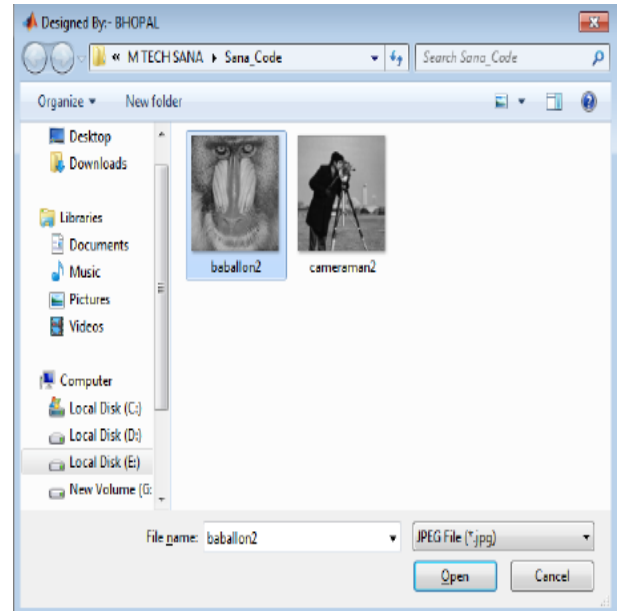 Designed By:- BHOPAL
« M TECH SANA ▸ Sana_Code
Search Sana_Code
Organize
New folder
Desktop
Downloads
Libraries
Documents
Music
Pictures
Videos
Computer
Local Disk (C:)
Local Disk (D:)
Local Disk (E:)
New Volume (G:
baballon2
cameraman2
File name: baballon2
JPEG File (*.jpg)
Open
Cancel